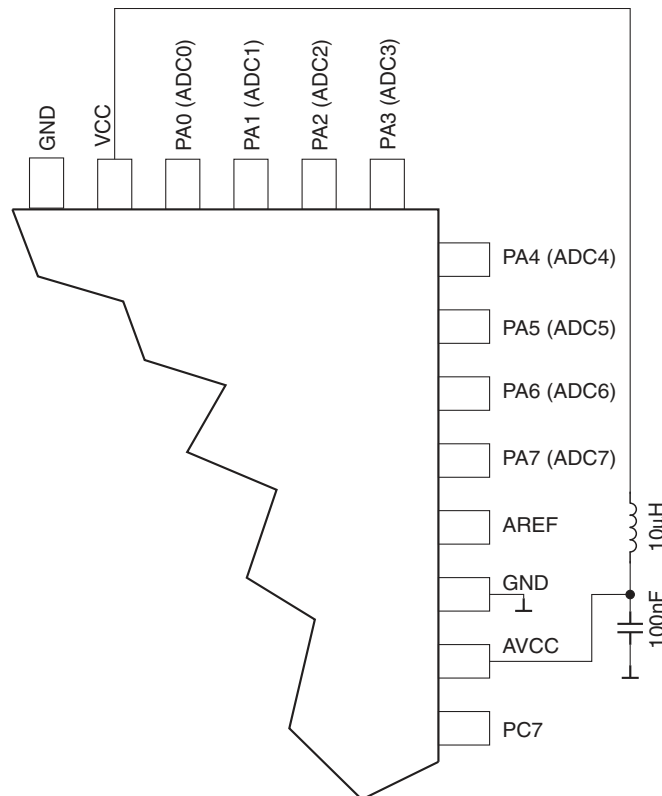 GND
VCC
PA0 (ADC0)
PA1 (ADC1)
PA2 (ADC2)
PA3 (ADC3)
PA4 (ADC4)
PA5 (ADC5)
PA6 (ADC6)
PA7 (ADC7)
AREF
10µH
GND
AVCC
100nF
PC7